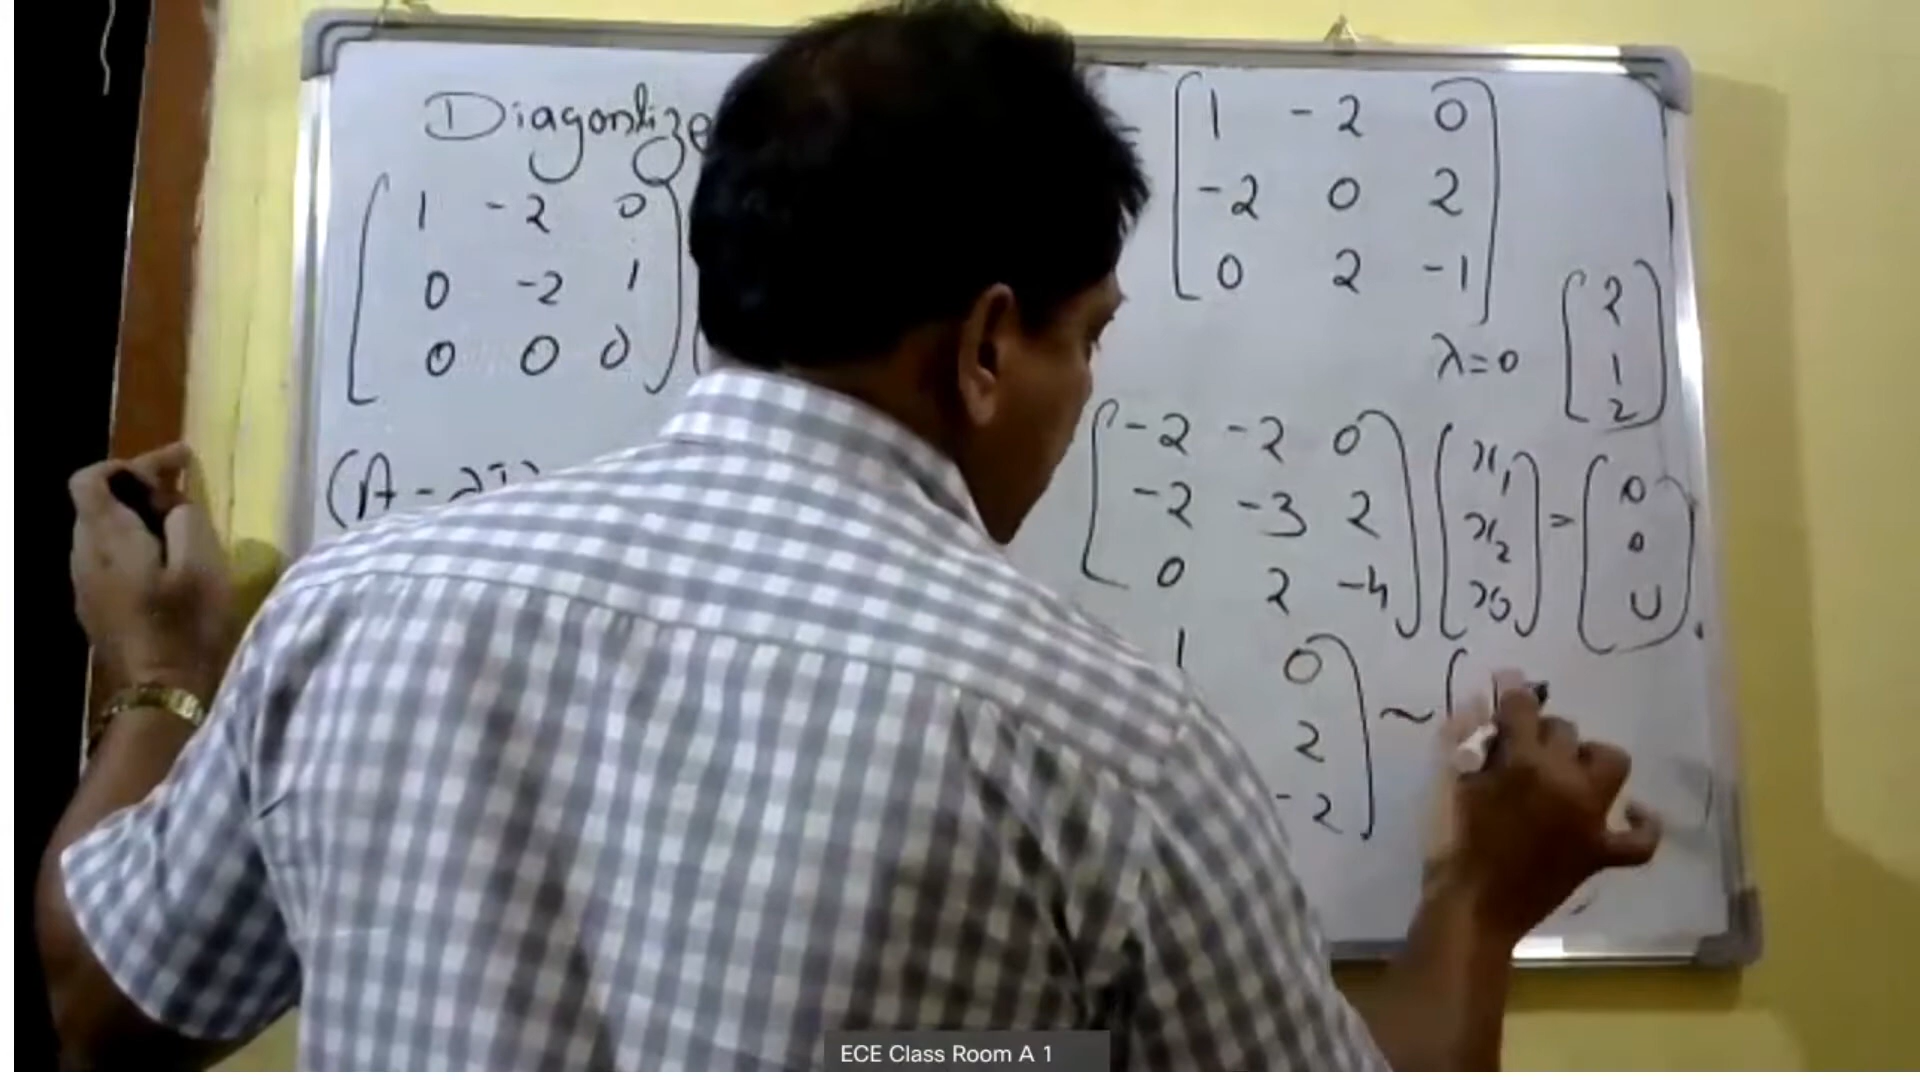 Diagonlize
1 -2 0
0 -2 1
0 0 0
(A - λI)
1 -2 0
-2 0 2
0 2 -1
λ=0
2
1
2
-2 -2 0 x1 = 0
-2 -3 2 x2 0
0 2 -4 0
1 0
2 ~
-2
ECE Class Room A 1